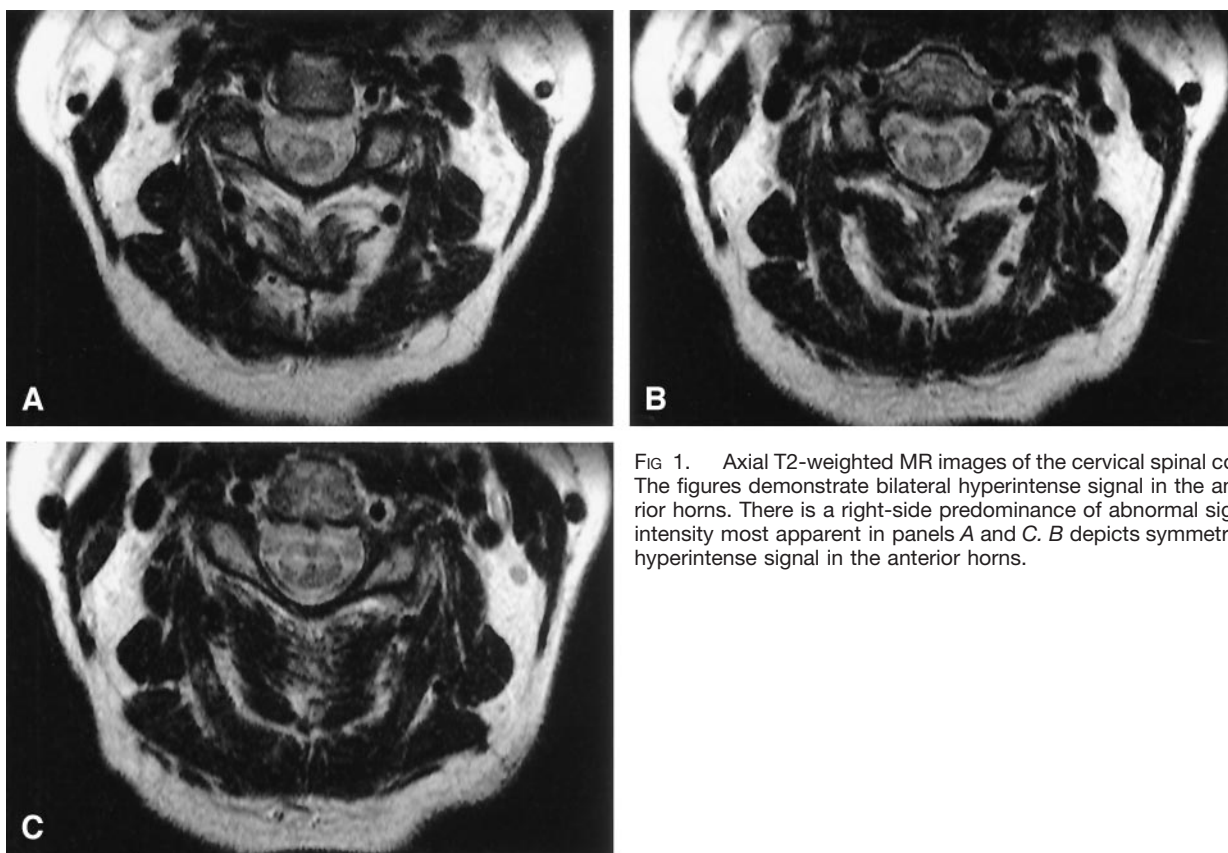 A
B
FIG 1. Axial T2-weighted MR images of the cervical spinal co
The figures demonstrate bilateral hyperintense signal in the an
rior horns. There is a right-side predominance of abnormal sig
intensity most apparent in panels A and C. B depicts symmetr
hyperintense signal in the anterior horns.
C